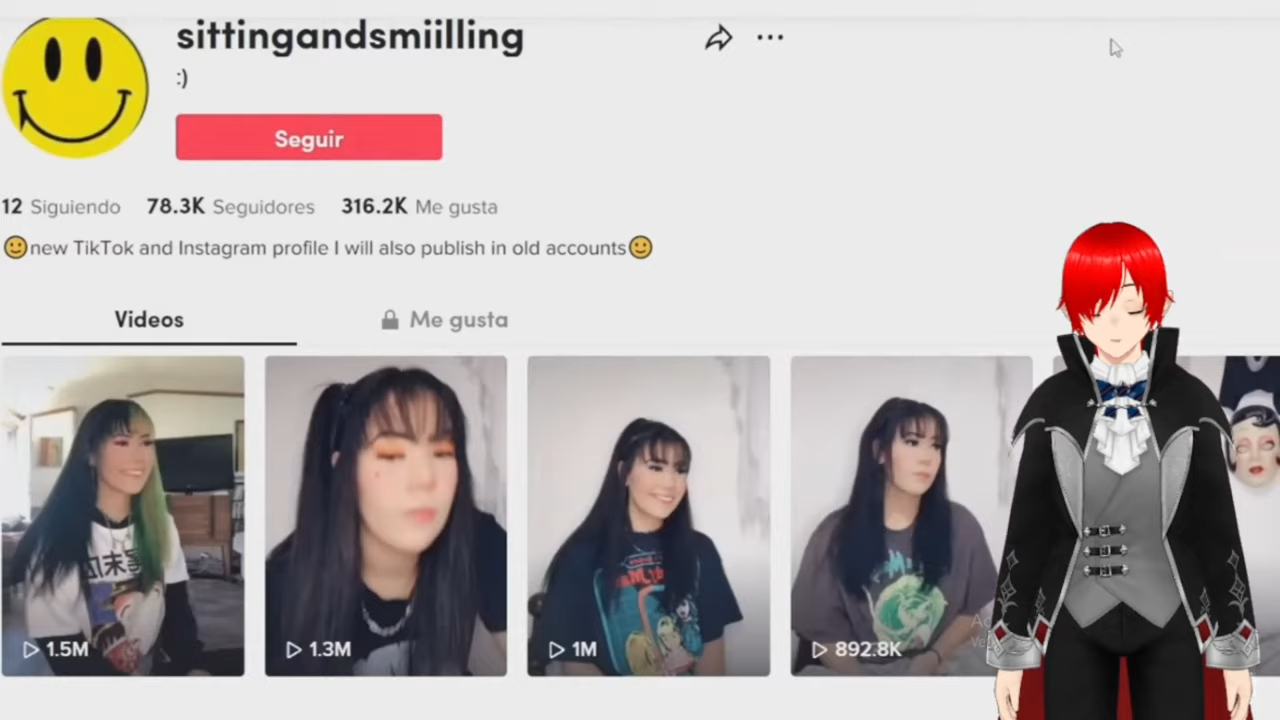 sittingandsmiilling
:)
Seguir
12 Siguiendo 78.3K Seguidores 316.2K Me gusta
new TikTok and Instagram profile I will also publish in old accounts
Videos Me gusta
1.5M 1.3M 1M 892.8K